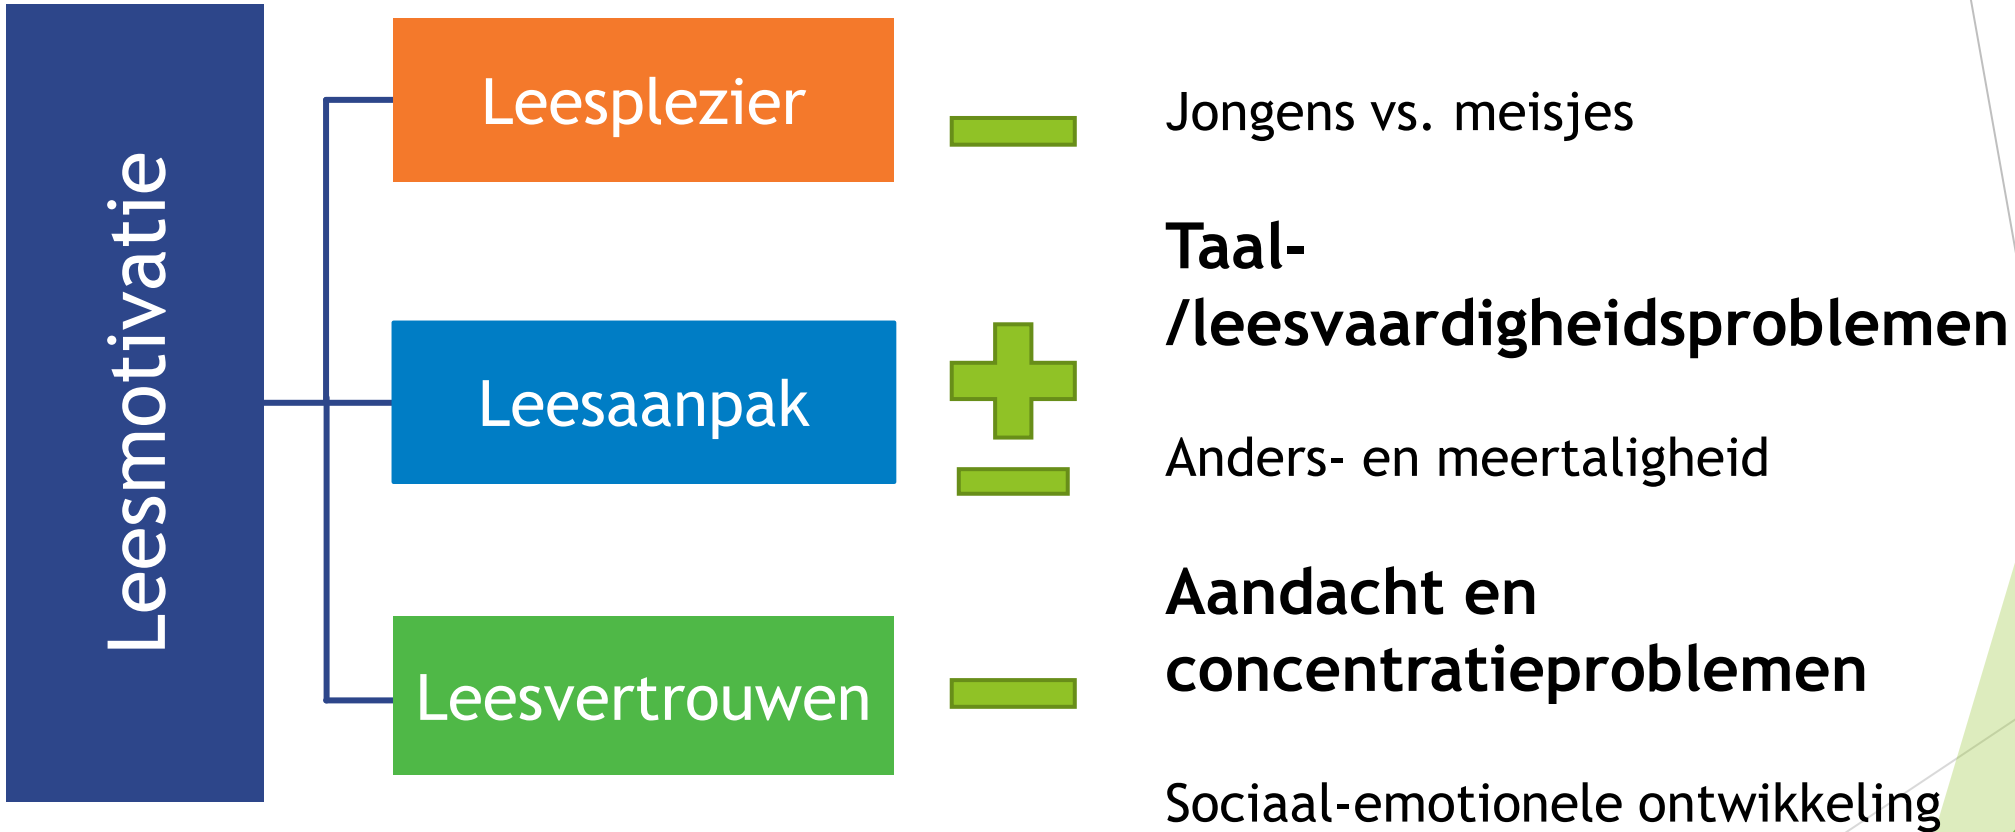 Leesmotivatie
Leesplezier
Leesaanpak
Leesvertrouwen
Jongens vs. meisjes
Taal-
/leesvaardigheidsproblemen
Anders- en meertaligheid
Aandacht en
concentratieproblemen
Sociaal-emotionele ontwikkeling